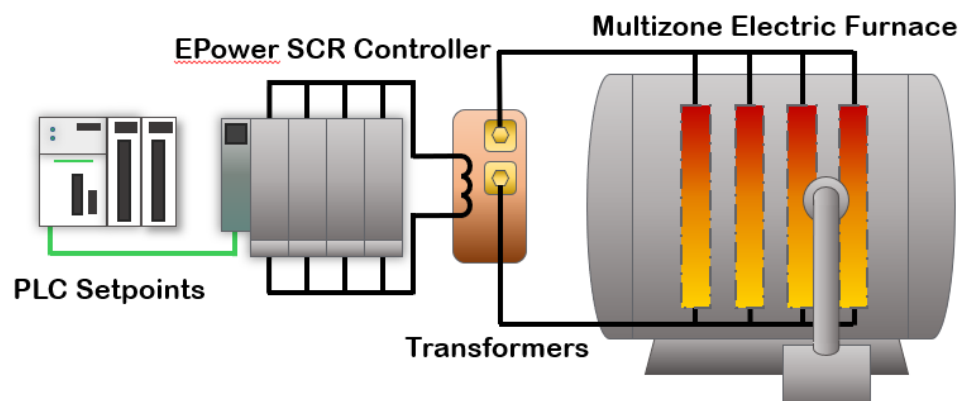 Multizone Electric Furnace
EPower SCR Controller
PLC Setpoints
Transformers